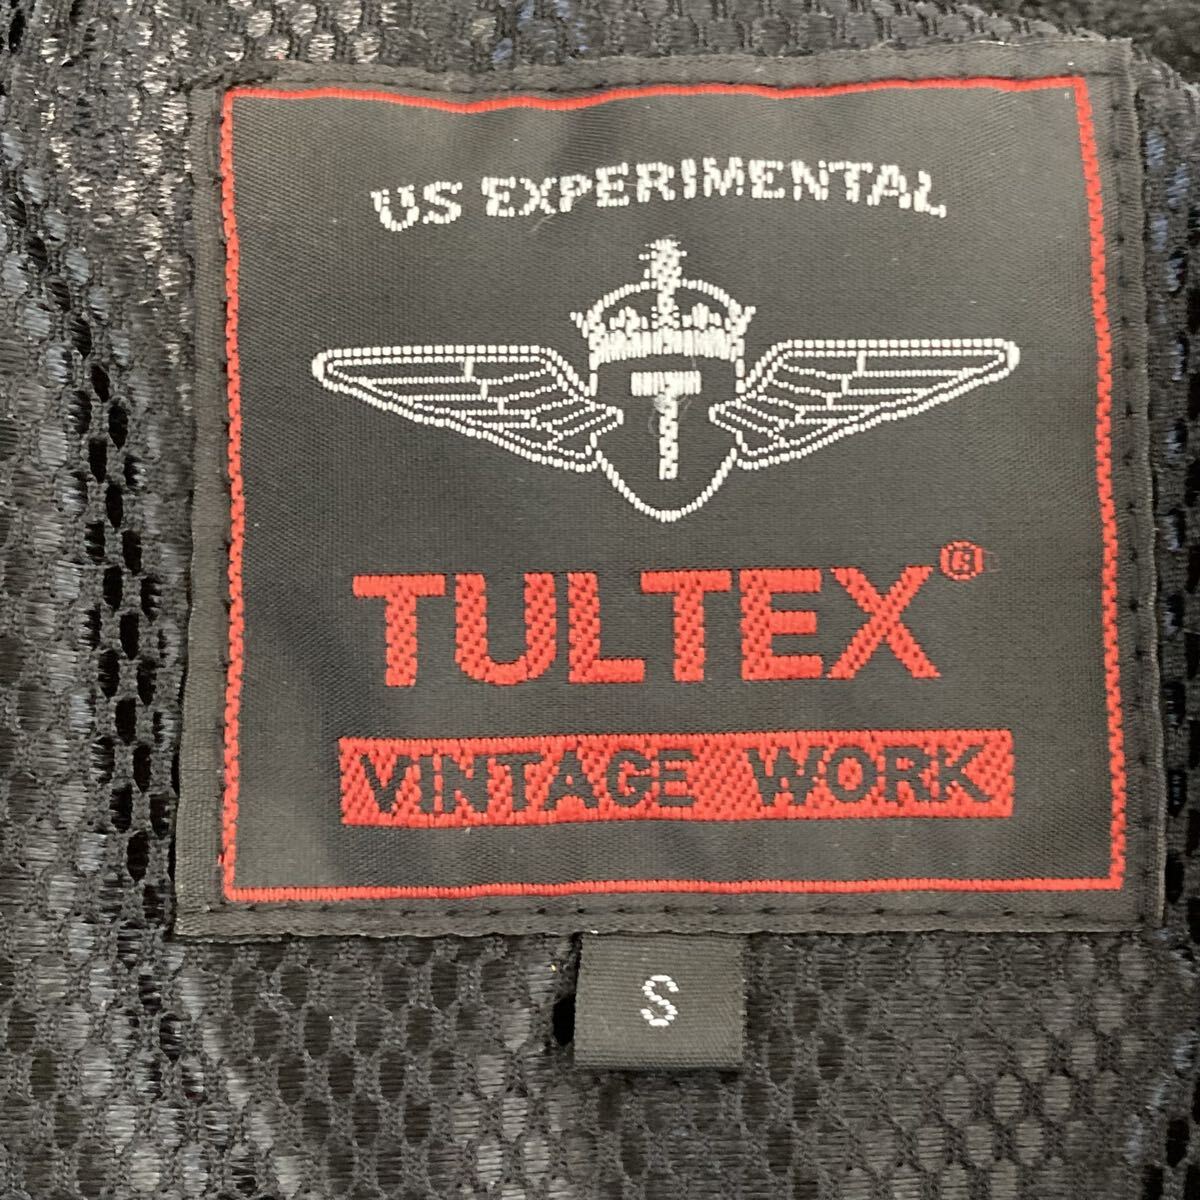 US EXPERIMENTAL
T
TULTEX®
VINTAGE WORK
S